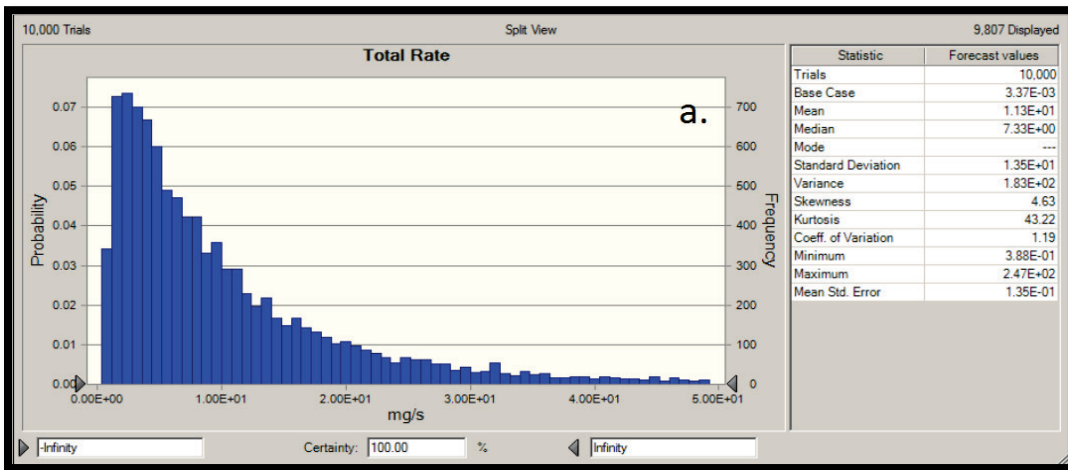 10,000 Trials Split View 9,807 Displayed
Total Rate
a.
Probability
0.07
0.06
0.05
0.04
0.03
0.02
0.01
0.00
700
600
500
400
300
200
100
0
Frequency
0.00E+00 1.00E+01 2.00E+01 3.00E+01 4.00E+01 5.00E+01
mg/s
Statistic Forecast values
Trials 10,000
Base Case 3.37E-03
Mean 1.13E+01
Median 7.33E+00
Mode ---
Standard Deviation 1.35E+01
Variance 1.83E+02
Skewness 4.63
Kurtosis 43.22
Coeff. of Variation 1.19
Minimum 3.88E-01
Maximum 2.47E+02
Mean Std. Error 1.35E-01
-Infinity Certainty: 100.00 % Infinity